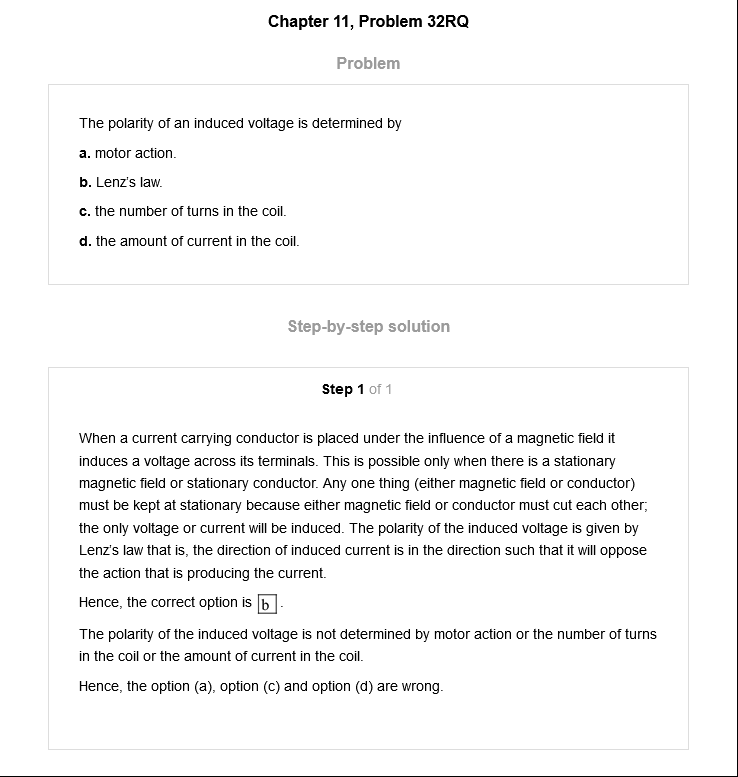 Chapter 11, Problem 32RQ
Problem
The polarity of an induced voltage is determined by
a. motor action.
b. Lenz's law.
c. the number of turns in the coil.
d. the amount of current in the coil.
Step-by-step solution
Step 1 of 1
When a current carrying conductor is placed under the influence of a magnetic field it
induces a voltage across its terminals. This is possible only when there is a stationary
magnetic field or stationary conductor. Any one thing (either magnetic field or conductor)
must be kept at stationary because either magnetic field or conductor must cut each other;
the only voltage or current will be induced. The polarity of the induced voltage is given by
Lenz's law that is, the direction of induced current is in the direction such that it will oppose
the action that is producing the current.
Hence, the correct option is b.
The polarity of the induced voltage is not determined by motor action or the number of turns
in the coil or the amount of current in the coil.
Hence, the option (a), option (c) and option (d) are wrong.